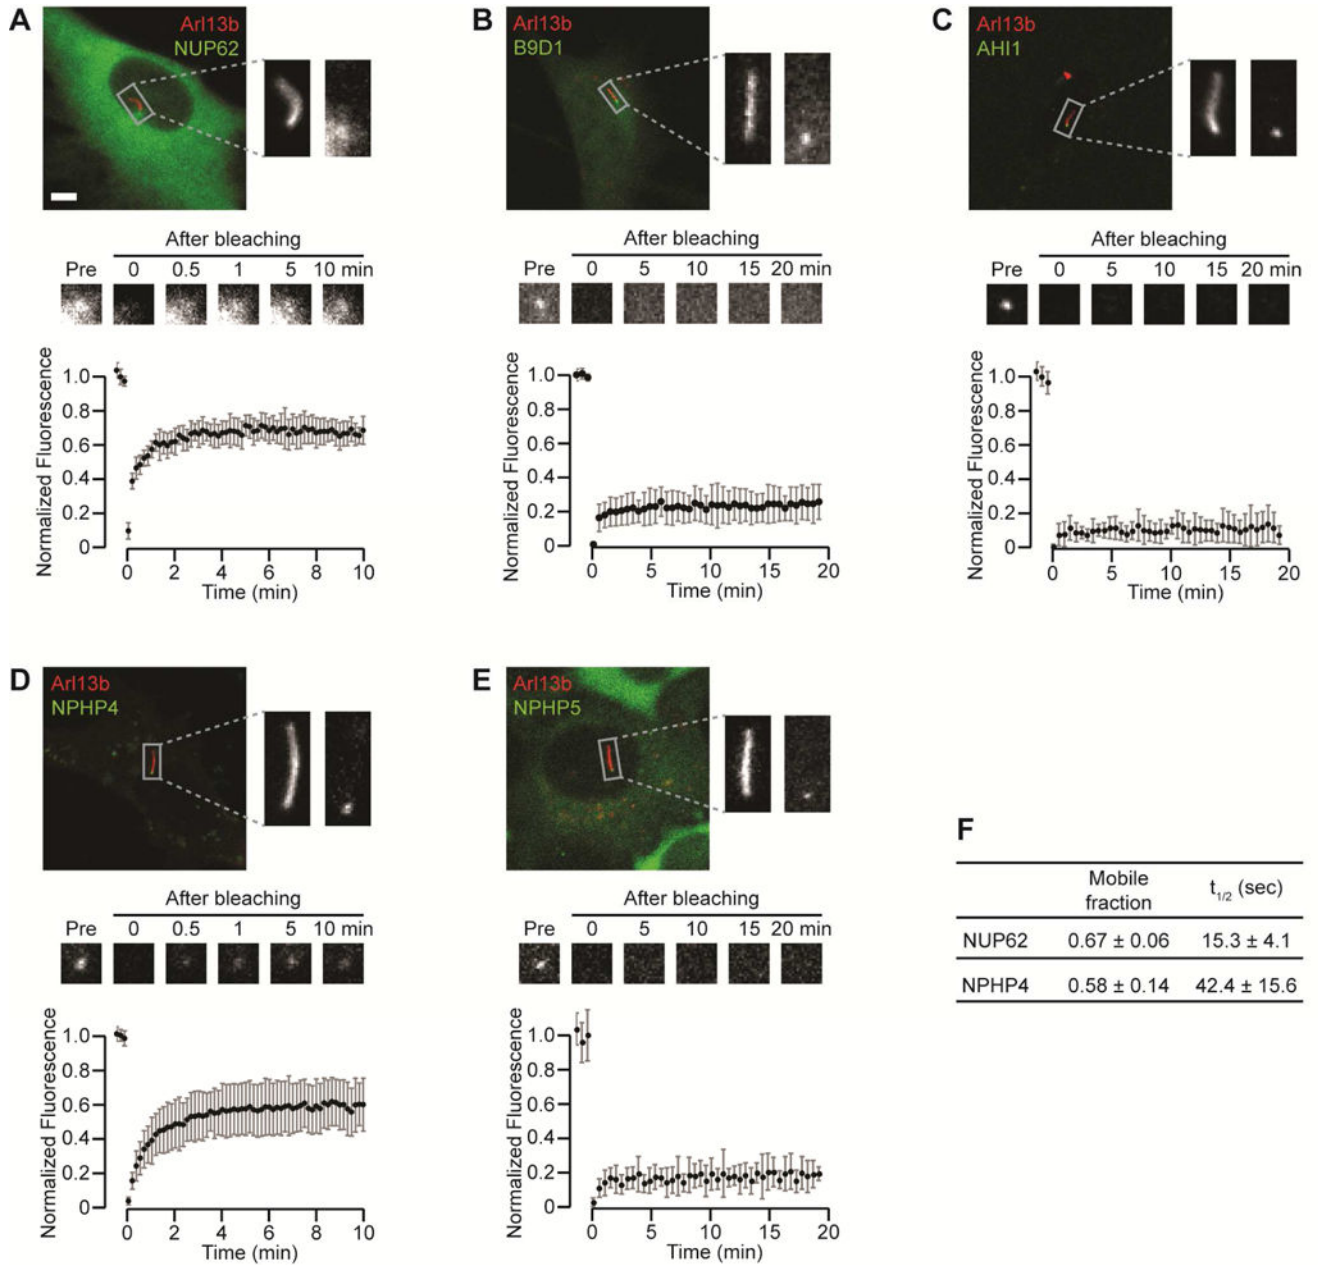 A
Arl13b
NUP62
After bleaching
Pre 0 0.5 1 5 10 min
Normalized Fluorescence
1.0
0.8
0.6
0.4
0.2
0
0 2 4 6 8 10
Time (min)
B
Arl13b
B9D1
After bleaching
Pre 0 5 10 15 20 min
Normalized Fluorescence
1.0
0.8
0.6
0.4
0.2
0
0 5 10 15 20
Time (min)
C
Arl13b
AHI1
After bleaching
Pre 0 5 10 15 20 min
Normalized Fluorescence
1.0
0.8
0.6
0.4
0.2
0
0 5 10 15 20
Time (min)
D
Arl13b
NPHP4
After bleaching
Pre 0 0.5 1 5 10 min
Normalized Fluorescence
1.0
0.8
0.6
0.4
0.2
0
0 2 4 6 8 10
Time (min)
E
Arl13b
NPHP5
After bleaching
Pre 0 5 10 15 20 min
Normalized Fluorescence
1.0
0.8
0.6
0.4
0.2
0
0 5 10 15 20
Time (min)
F
Mobile fraction t1/2 (sec)
NUP62 0.67 ± 0.06 15.3 ± 4.1
NPHP4 0.58 ± 0.14 42.4 ± 15.6